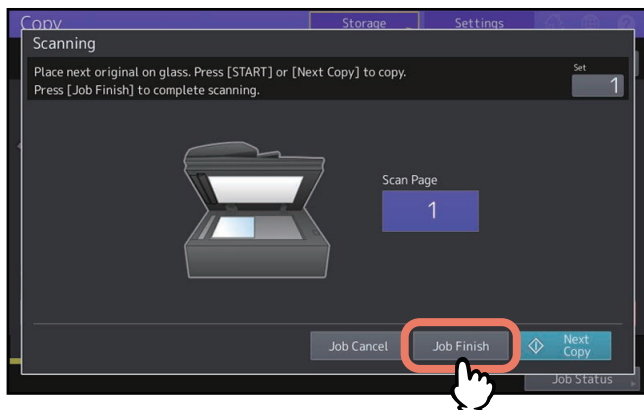 Copy
Storage
Settings
Scanning
Place next original on glass. Press [START] or [Next Copy] to copy.
Press [Job Finish] to complete scanning.
Set
1
Scan Page
1
Job Cancel
Job Finish
Next
Copy
Job Status